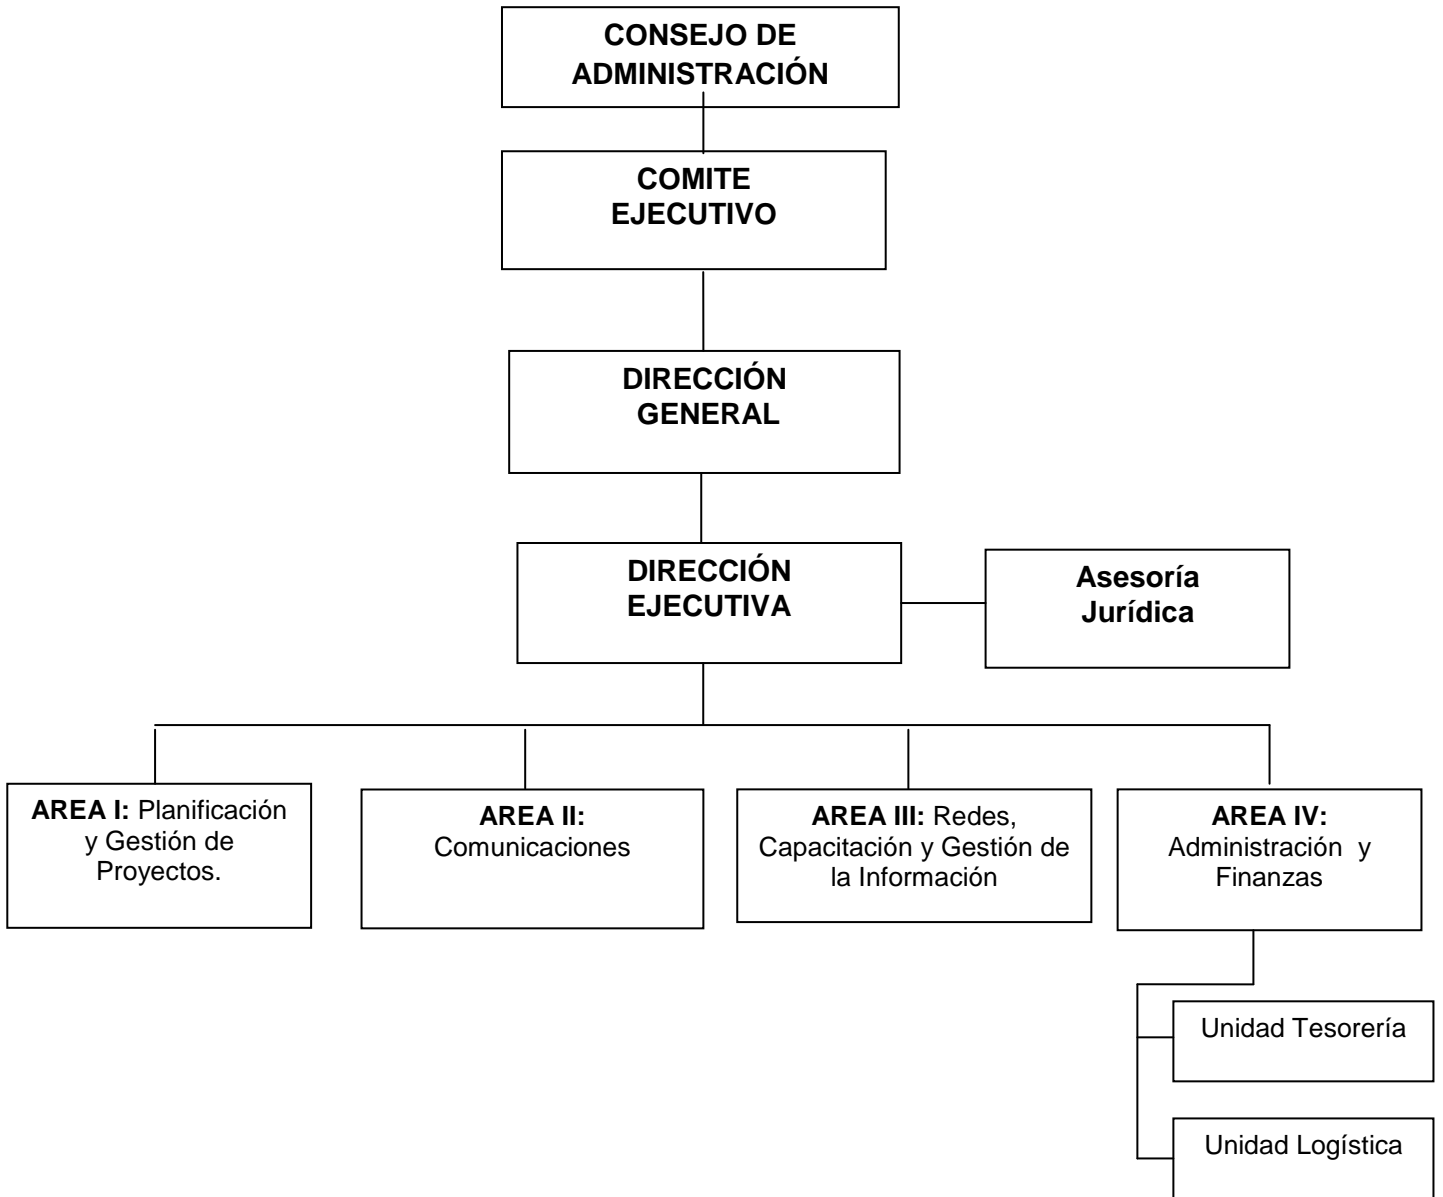 CONSEJO DE
ADMINISTRACIÓN
COMITE
EJECUTIVO
DIRECCIÓN
GENERAL
DIRECCIÓN
EJECUTIVA
Asesoría
Jurídica
AREA I: Planificación
y Gestión de
Proyectos.
AREA II:
Comunicaciones
AREA III: Redes,
Capacitación y Gestión de
la Información
AREA IV:
Administración y
Finanzas
Unidad Tesorería
Unidad Logística